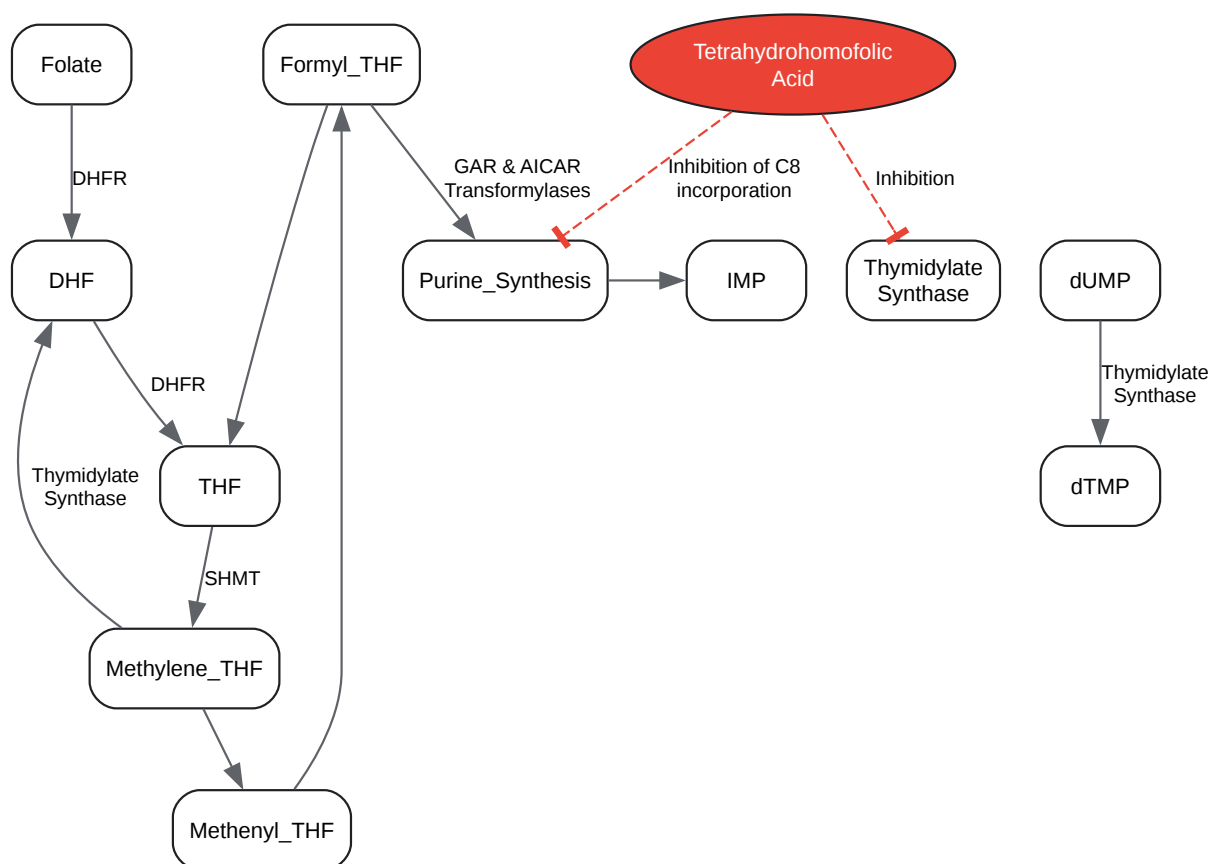 Folate
Formyl_THF
Tetrahydrohomofolic
Acid
DHFR
GAR & AICAR
Transformylases
Inhibition of C8
incorporation
Inhibition
DHF
Purine_Synthesis
IMP
Thymidylate
Synthase
dUMP
DHFR
Thymidylate
Synthase
Thymidylate
Synthase
THF
dTMP
SHMT
Methylene_THF
Methenyl_THF